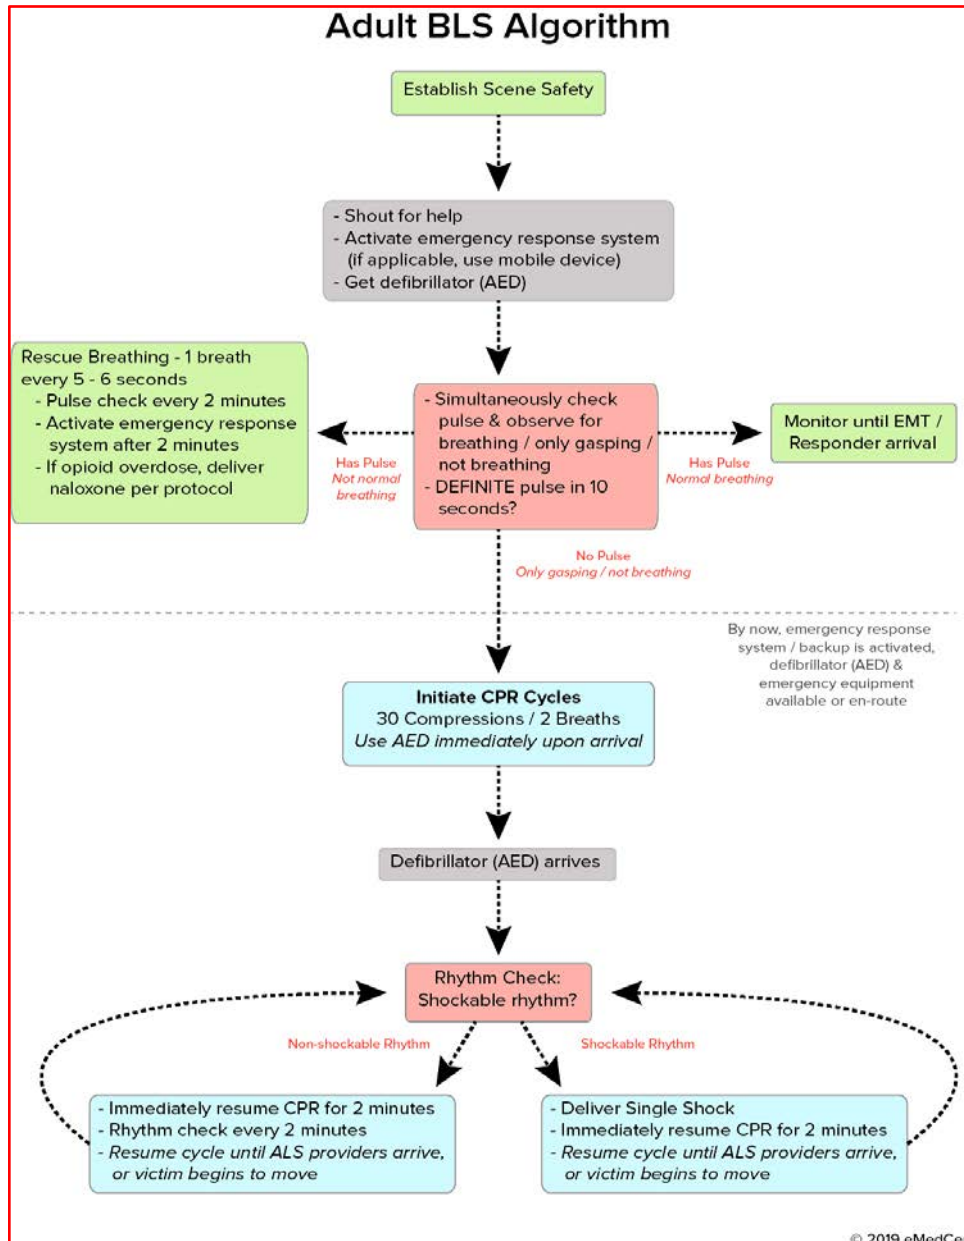 Adult BLS Algorithm
Establish Scene Safety
- Shout for help
- Activate emergency response system
(if applicable, use mobile device)
- Get defibrillator (AED)
Rescue Breathing - 1 breath
every 5 - 6 seconds
- Pulse check every 2 minutes
- Activate emergency response
system after 2 minutes
- If opioid overdose, deliver
naloxone per protocol
Has Pulse
Not normal
breathing
- Simultaneously check
pulse & observe for
breathing / only gasping /
not breathing
- DEFINITE pulse in 10
seconds?
Has Pulse
Normal breathing
Monitor until EMT /
Responder arrival
No Pulse
Only gasping / not breathing
By now, emergency response
system / backup is activated,
defibrillator (AED) &
emergency equipment
available or en-route
Initiate CPR Cycles
30 Compressions / 2 Breaths
Use AED immediately upon arrival
Defibrillator (AED) arrives
Rhythm Check:
Shockable rhythm?
Non-shockable Rhythm
Shockable Rhythm
- Immediately resume CPR for 2 minutes
- Rhythm check every 2 minutes
- Resume cycle until ALS providers arrive,
or victim begins to move
- Deliver Single Shock
- Immediately resume CPR for 2 minutes
- Resume cycle until ALS providers arrive,
or victim begins to move
© 2019